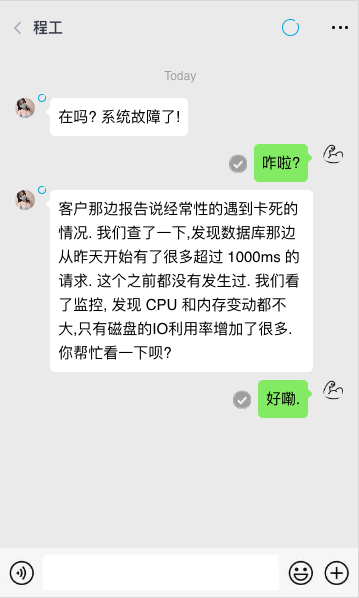 程工
Today
在吗? 系统故障了!
咋啦?
客户那边报告说经常性的遇到卡死的
情况. 我们查了一下,发现数据库那边
从昨天开始有了很多超过 1000ms 的
请求. 这个之前都没有发生过. 我们看
了监控, 发现 CPU 和内存变动都不
大,只有磁盘的IO利用率增加了很多.
你帮忙看一下呗?
好嘞.